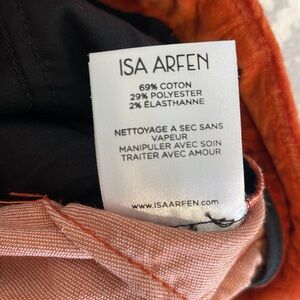 ISA ARFEN
69% COTON
29% POLYESTER
2% ÉLASTHANNE
NETTOYAGE A SEC SANS
VAPEUR
MANIPULER AVEC SOIN
TRAITER AVEC AMOUR
www.ISAARFEN.com